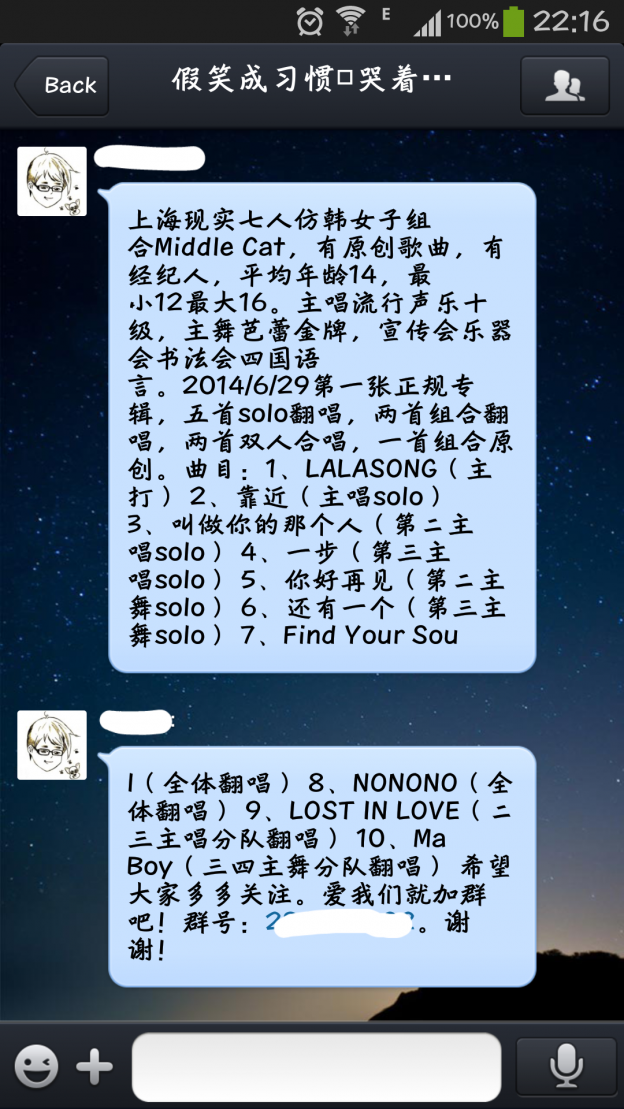 E 100% 22:16
Back 假笑成习惯▯哭着…
上海现实七人仿韩女子组
合Middle Cat，有原创歌曲，有
经纪人，平均年龄14，最
小12最大16。主唱流行声乐十
级，主舞芭蕾金牌，宣传会乐器
会书法会四国语
言。2014/6/29第一张正规专
辑，五首solo翻唱，两首组合翻
唱，两首双人合唱，一首组合原
创。曲目：1、LALASONG（主
打）2、靠近（主唱solo）
3、叫做你的那个人（第二主
唱solo）4、一步（第三主
唱solo）5、你好再见（第二主
舞solo）6、还有一个（第三主
舞solo）7、Find Your Sou
l（全体翻唱）8、NONONO（全
体翻唱）9、LOST IN LOVE（二
三主唱分队翻唱）10、Ma
Boy（三四主舞分队翻唱）希望
大家多多关注。爱我们就加群
吧！群号：。谢
谢！